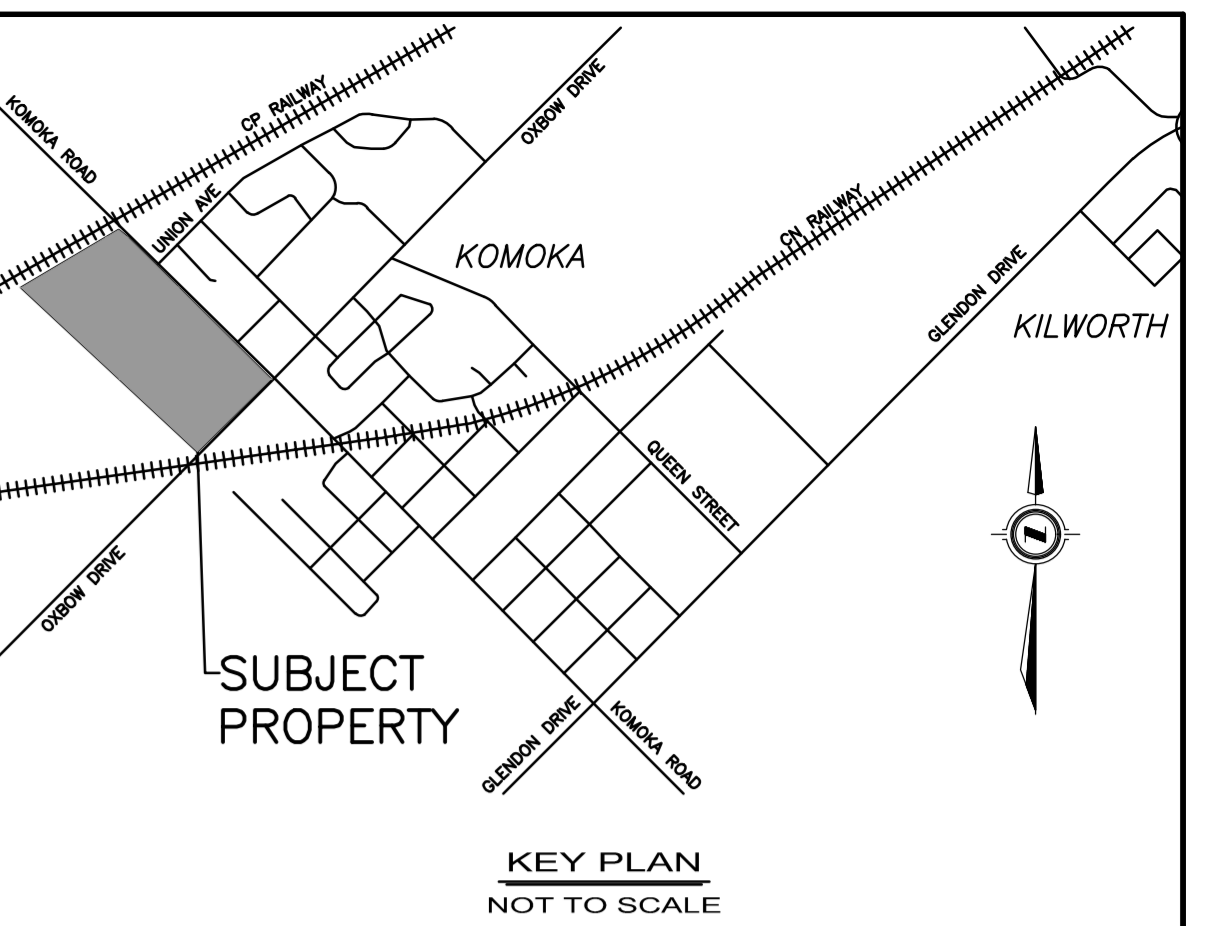 KOMOKA ROAD
CP RAILWAY
OXBOW DRIVE
UNION AVE
KOMOKA
CN RAILWAY
GLENDON DRIVE
KILWORTH
QUEEN STREET
OXBOW DRIVE
SUBJECT
PROPERTY
GLENDON DRIVE
KOMOKA ROAD
N
KEY PLAN
NOT TO SCALE